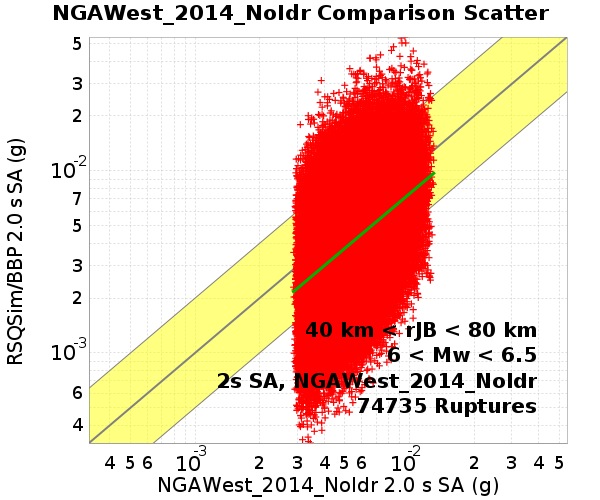 NGAWest_2014_NoIdr Comparison Scatter
5
3
2
10-2
7
5
3
2
10-3
6
4
RSQSim/BBP 2.0 s SA (g)
40 km < rJB < 80 km
6 < Mw < 6.5
2s SA, NGAWest_2014_NoIdr
74735 Ruptures
4 5 6 10-3 2 3 4 5 6 10-2 2 3 4 5
NGAWest_2014_NoIdr 2.0 s SA (g)